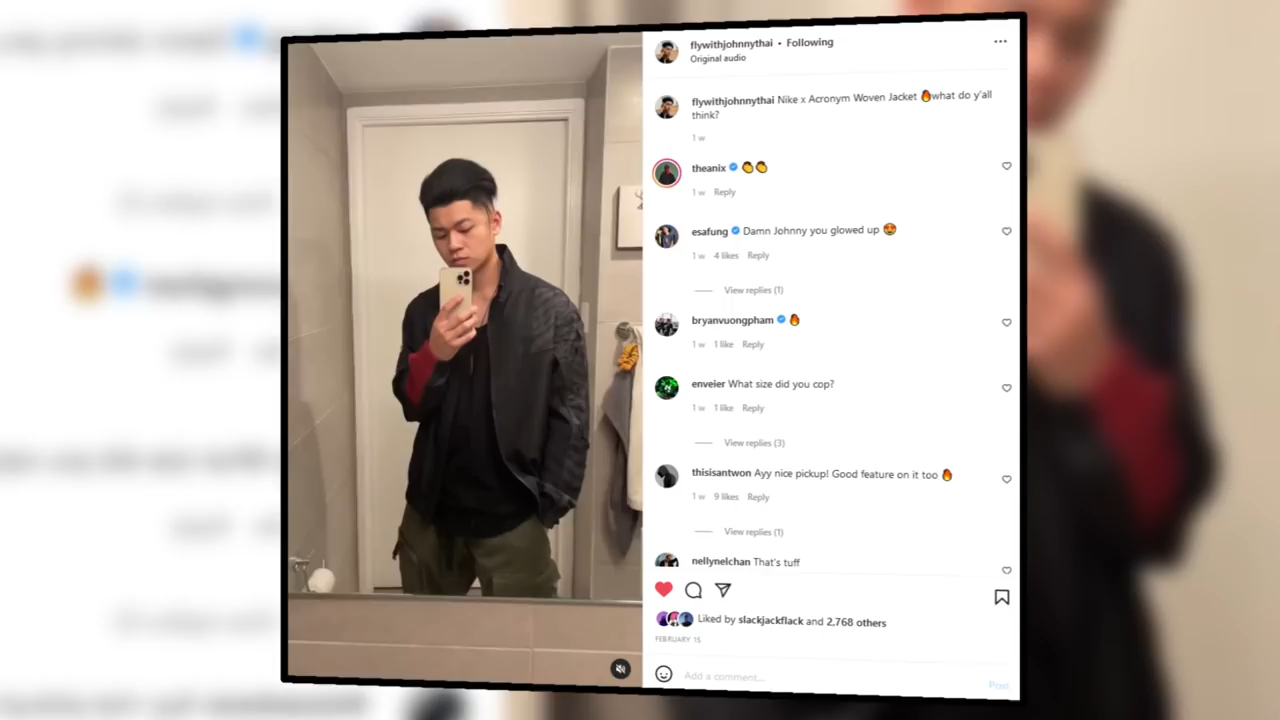 flywithjohnnythai • Following
Original audio
flywithjohnnythai Nike x Acronym Woven Jacket 🔥what do y'all
think?
1 w
theanix 👏👏
1 w Reply
esafung Damn Johnny you glowed up 😍
1 w 4 likes Reply
View replies (1)
bryanvuongpham 🔥
1 w 1 like Reply
enveier What size did you cop?
1 w 1 like Reply
View replies (3)
thisisantwon Ayy nice pickup! Good feature on it too 🔥
1 w 9 likes Reply
View replies (1)
nellynelchan That's tuff
Liked by slackjackflack and 2,768 others
FEBRUARY 15
Add a comment...
Post